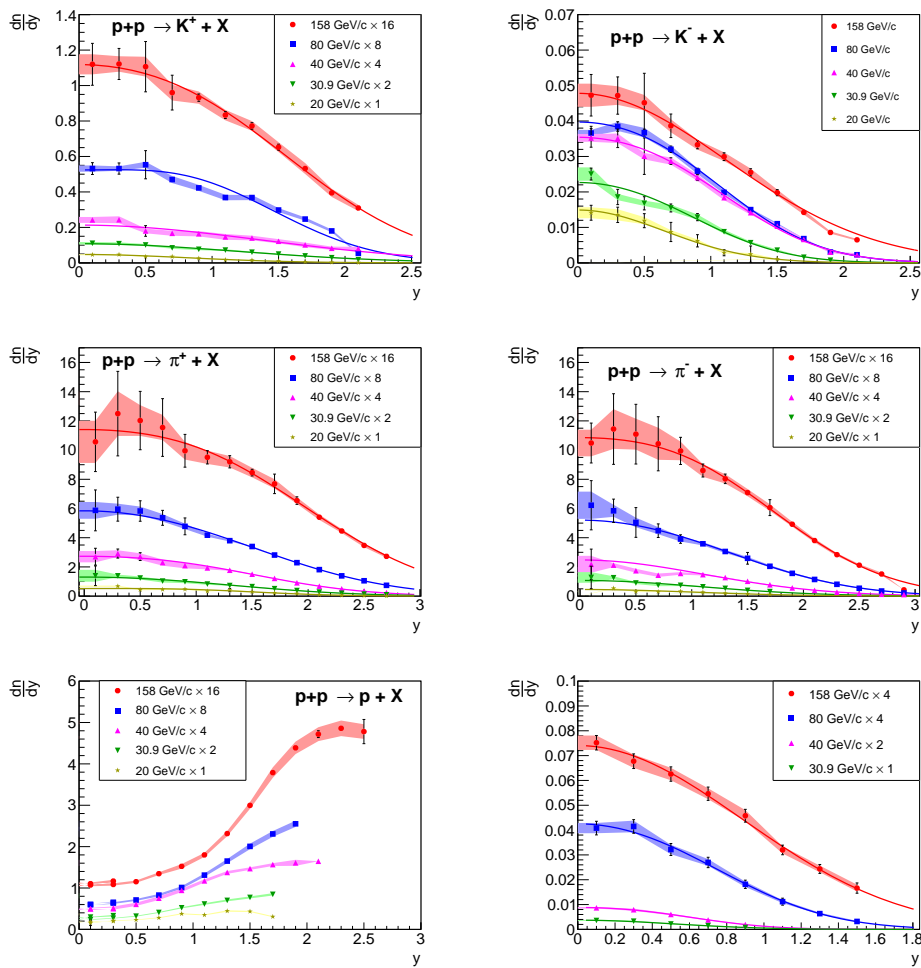 dn/dy
p+p → K⁺ + X
158 GeV/c × 16
80 GeV/c × 8
40 GeV/c × 4
30.9 GeV/c × 2
20 GeV/c × 1
1.4
1.2
1
0.8
0.6
0.4
0.2
0
0 0.5 1 1.5 2 2.5
y
dn/dy
p+p → K⁻ + X
158 GeV/c
80 GeV/c
40 GeV/c
30.9 GeV/c
20 GeV/c
0.07
0.06
0.05
0.04
0.03
0.02
0.01
0
0 0.5 1 1.5 2 2.5
y
dn/dy
p+p → π⁺ + X
158 GeV/c × 16
80 GeV/c × 8
40 GeV/c × 4
30.9 GeV/c × 2
20 GeV/c × 1
16
14
12
10
8
6
4
2
0
0 0.5 1 1.5 2 2.5 3
y
dn/dy
p+p → π⁻ + X
158 GeV/c × 16
80 GeV/c × 8
40 GeV/c × 4
30.9 GeV/c × 2
20 GeV/c × 1
16
14
12
10
8
6
4
2
0
0 0.5 1 1.5 2 2.5 3
y
dn/dy
158 GeV/c × 16
80 GeV/c × 8
40 GeV/c × 4
30.9 GeV/c × 2
20 GeV/c × 1
p+p → p + X
6
5
4
3
2
1
0
0 0.5 1 1.5 2 2.5 3
y
dn/dy
158 GeV/c × 4
80 GeV/c × 4
40 GeV/c × 2
30.9 GeV/c × 1
0.1
0.08
0.06
0.04
0.02
0
0 0.2 0.4 0.6 0.8 1 1.2 1.4 1.6 1.8
y